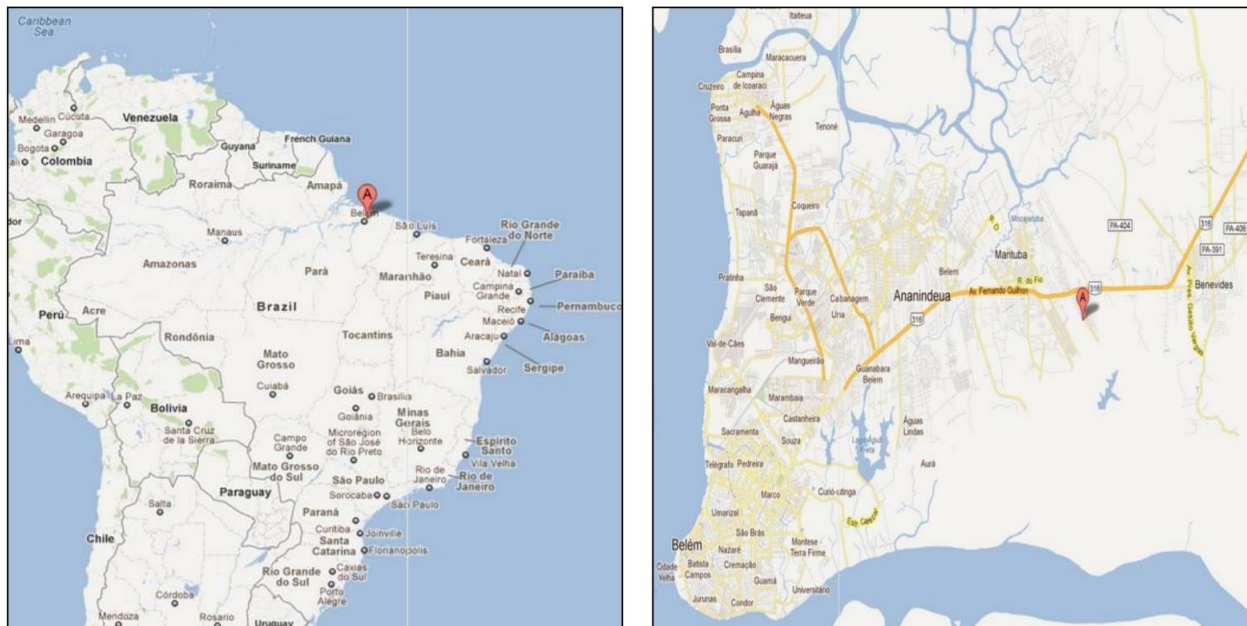 Caribbean
Sea
Medellin
Cúcuta
Garagoa
Bogota
Colombia
Venezuela
Guyana
Suriname
French Guiana
Roraima
Amapá
A
Belém
Manaus
São Luís
Fortaleza
Rio Grande
do Norte
Amazonas
Pará
Teresina
Maranhão
Ceará
Natal
Paraíba
Campina
Grande
Piauí
Recife
Pernambuco
Maceió
Alagoas
Brazil
Acre
Perú
Lima
Rondônia
Tocantins
Aracaju
Sergipe
Bahia
Salvador
Mato
Grosso
Cuiabá
Arequipa
La Paz
Bolivia
Santa Cruz
de la Sierra
Goiás
Brasilia
Goiânia
Minas
Gerais
Belo
Horizonte
Microregion
of São José
do Rio Preto
Campo
Grande
Mato Grosso
do Sul
Espírito
Santo
Vila Velha
Rio de
Janeiro
Rio de
Janeiro
São Paulo
Sorocaba
São Paulo
Paraguay
Paraná
Curitiba
Joinville
Santa
Catarina
Florianopolis
Salta
Chile
Rio Grande
do Sul
Caxias
do Sul
Porto
Alegre
Córdoba
Mendoza
Rosario
Uruguay
Itaiteua
Brasília
Maracacuera
Cruzeiro
Campina
de Icoaraci
Ponta
Grossa
Agulha
Águas
Negras
Paracuri
Tenoné
Parque
Guarajá
Tapanã
Coqueiro
Pratinha
São
Clemente
Parque
Verde
Bengui
Cabanagem
Una
Ananindeua
Belem
Marituba
R. do Fio
Av. Fernando Guilhon
316
316
316
A
PA-404
PA-391
PA-406
Benevides
Val-de-Cães
Mangueirão
Guanabara
Belem
Maracangalha
Marambaia
Castanheira
Sacramenta
Souza
Águas
Lindas
Telégrafo
Pedreira
Aurá
Marco
Curió-utinga
Umarizal
São Brás
Belém
Nazaré
Montese -
Terra Firme
Cidade
Velha
Batista
Campos
Cremação
Guamá
Universitário
Jurunas
Condor